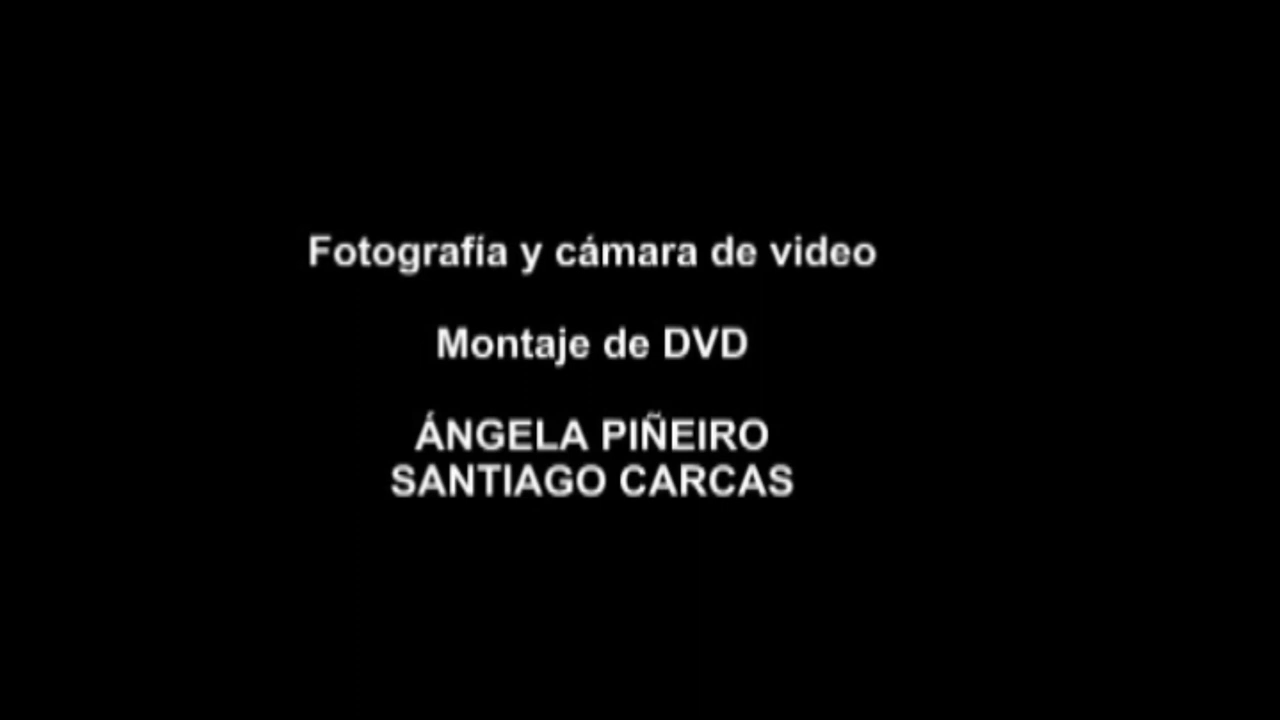 Fotografía y cámara de video
Montaje de DVD
ÁNGELA PIÑEIRO
SANTIAGO CARCAS